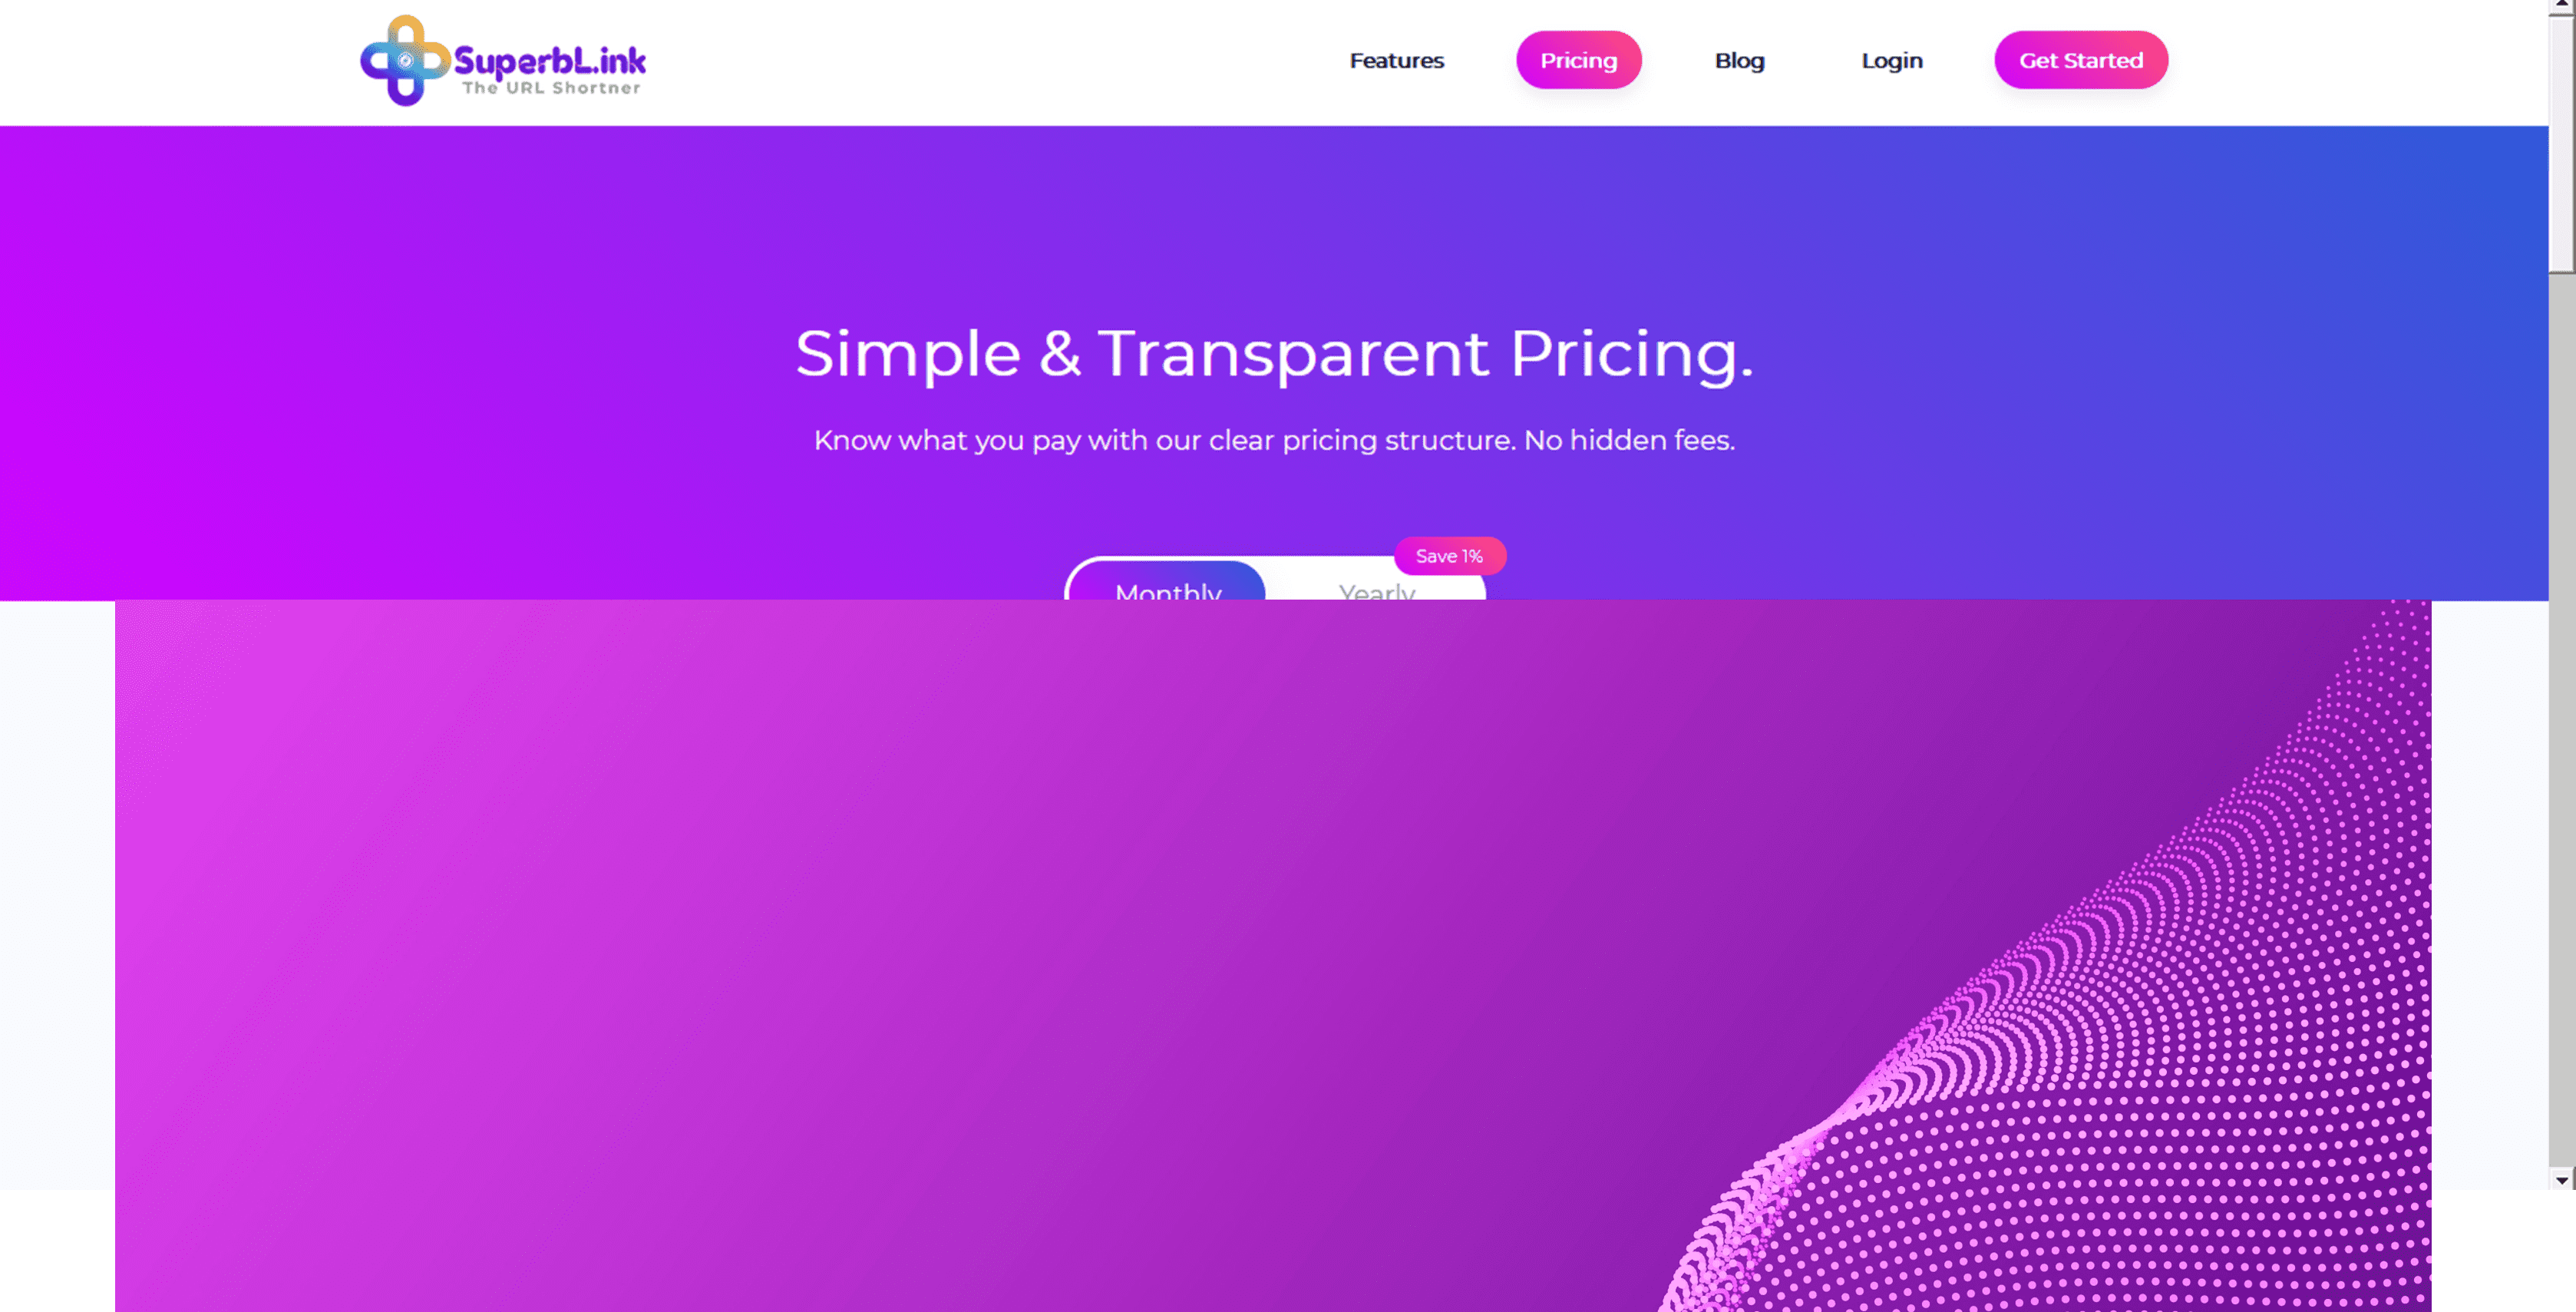 SuperbL.ink
The URL Shortner
Features
Pricing
Blog
Login
Get Started
Simple & Transparent Pricing.
Know what you pay with our clear pricing structure. No hidden fees.
Save 1%
Monthly
Yearly